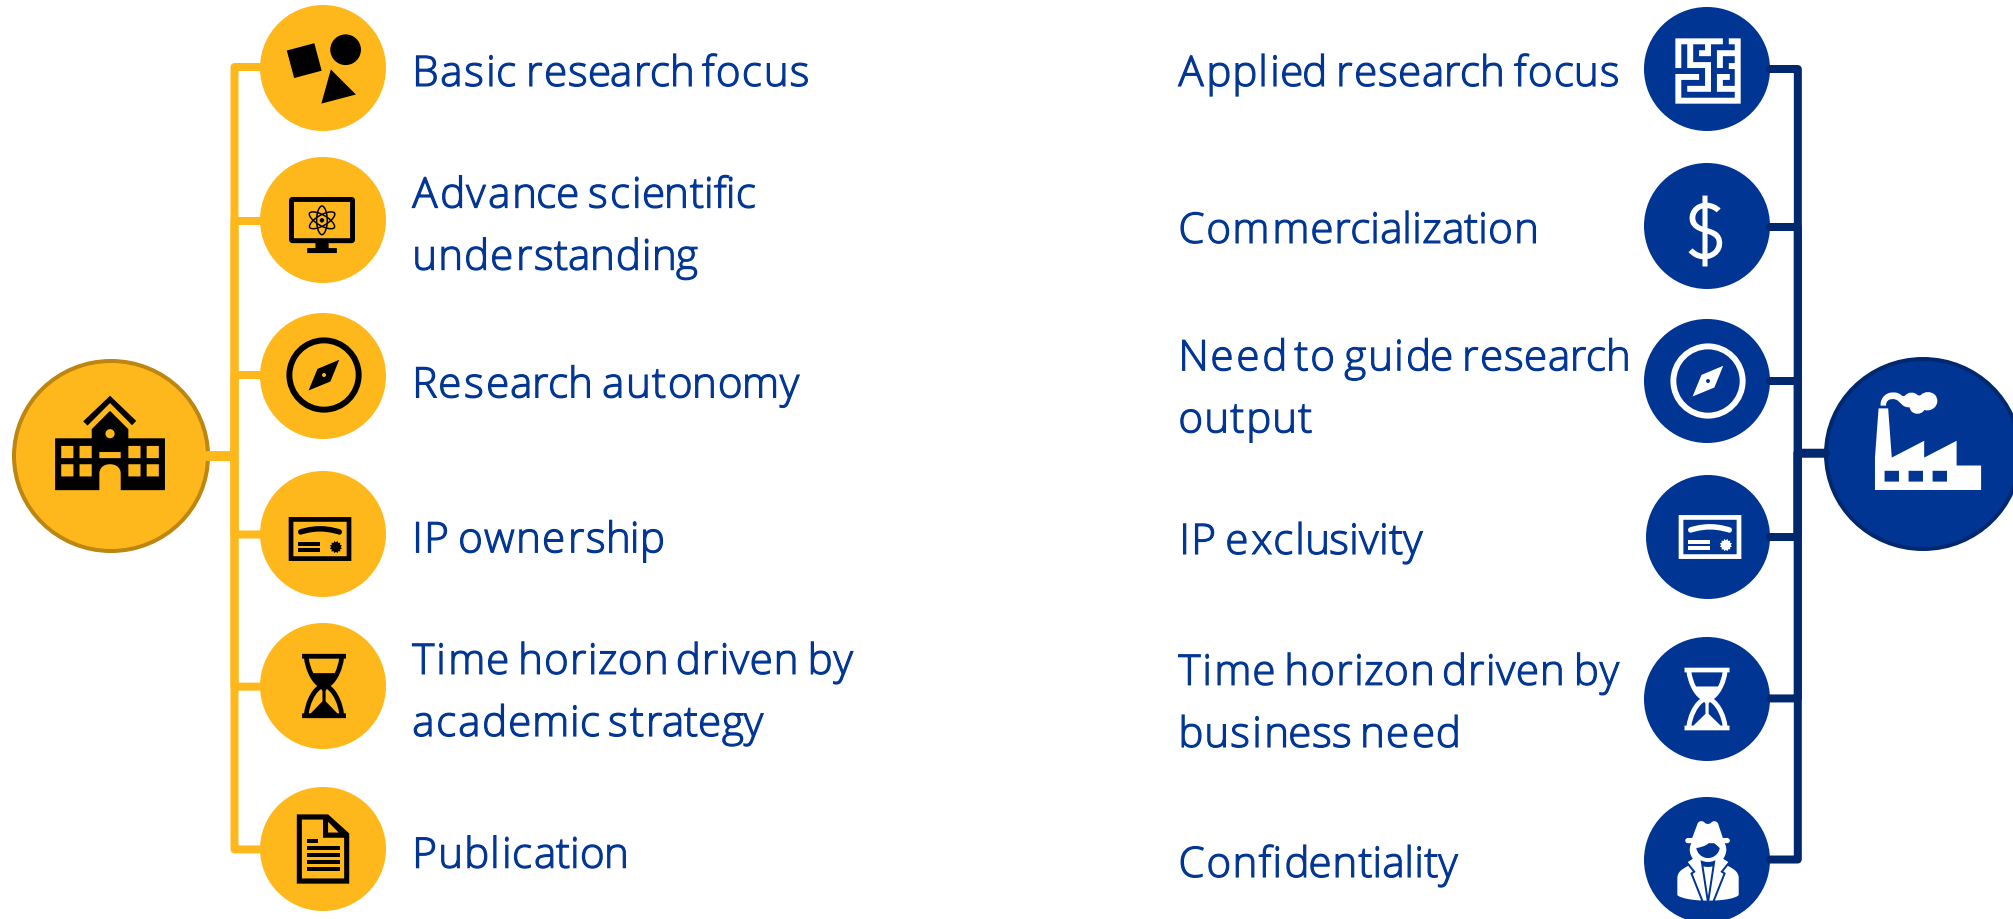 Basic research focus
Advance scientific
understanding
Research autonomy
IP ownership
Time horizon driven by
academic strategy
Publication
Applied research focus
Commercialization
Need to guide research
output
IP exclusivity
Time horizon driven by
business need
Confidentiality